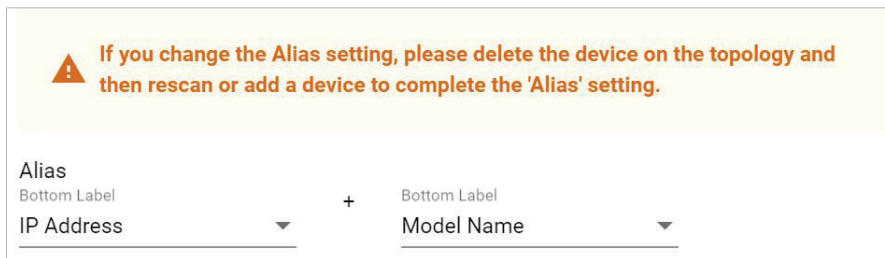 If you change the Alias setting, please delete the device on the topology and
then rescan or add a device to complete the 'Alias' setting.
Alias
Bottom Label
+
Bottom Label
IP Address
Model Name